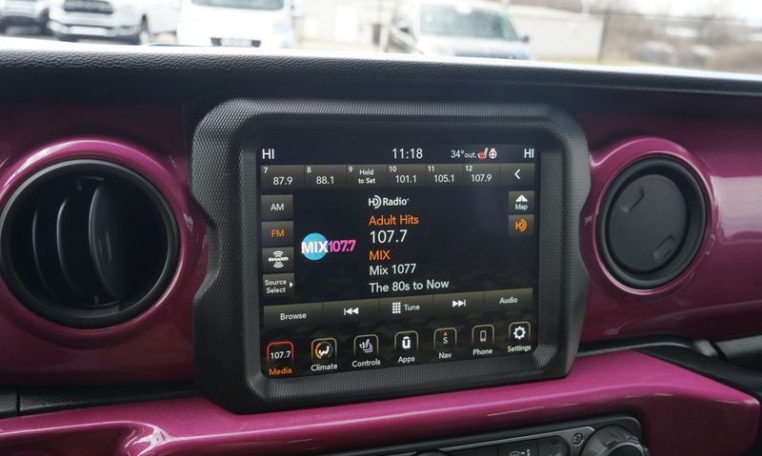 HI 11:18 34°out. HI
7 87.9 8 88.1 9 Hold to Set 10 101.1 11 105.1 12 107.9
AM
HD Radio
Map
Adult Hits
FM
107.7
HD
MIX107.7
MIX
SiriusXM
Mix 1077
Source
Select
The 80s to Now
Browse Tune Audio
107.7
Media Climate Controls Apps Nav Phone Settings
S